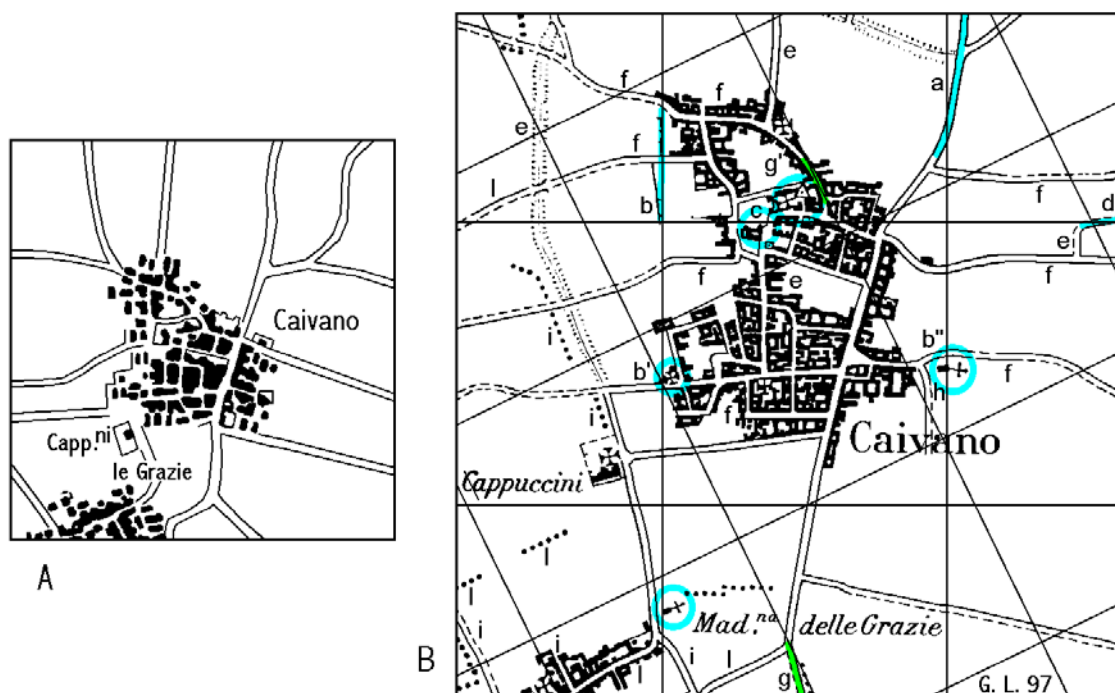 Caivano
Capp.ni
le Grazie
A
e
f
f
a
e
f
g'
l
f
b
c
d
e
f
f
e
i
b'
b''
f
h
f
i
Caivano
Cappuccini
l
l
i
Mad.na delle Grazie
i
l
i
l
g
B
G. L. 97